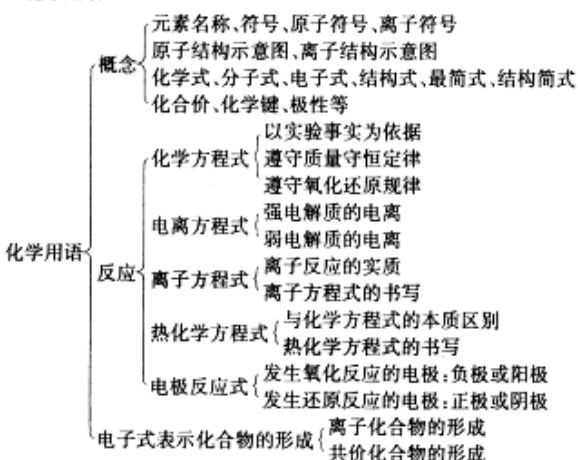 元素名称、符号、原子符号、离子符号
原子结构示意图、离子结构示意图
概念
化学式、分子式、电子式、结构式、最简式、结构简式
化合价、化学键、极性等
以实验事实为依据
化学方程式
遵守质量守恒定律
遵守氧化还原规律
强电解质的电离
电离方程式
弱电解质的电离
化学用语
反应
离子反应的实质
离子方程式
离子方程式的书写
与化学方程式的本质区别
热化学方程式
热化学方程式的书写
发生氧化反应的电极：负极或阳极
电极反应式
发生还原反应的电极：正极或阴极
离子化合物的形成
电子式表示化合物的形成
共价化合物的形成